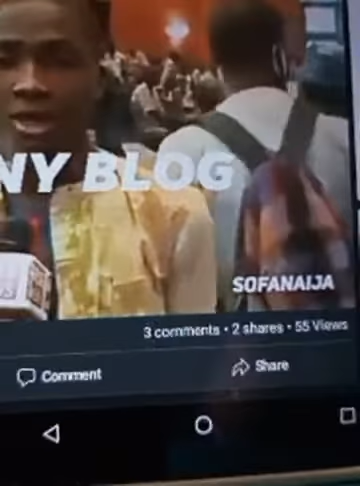 NY BLOG
SOFANAIJA
3 comments • 2 shares • 55 Views
Comment
Share